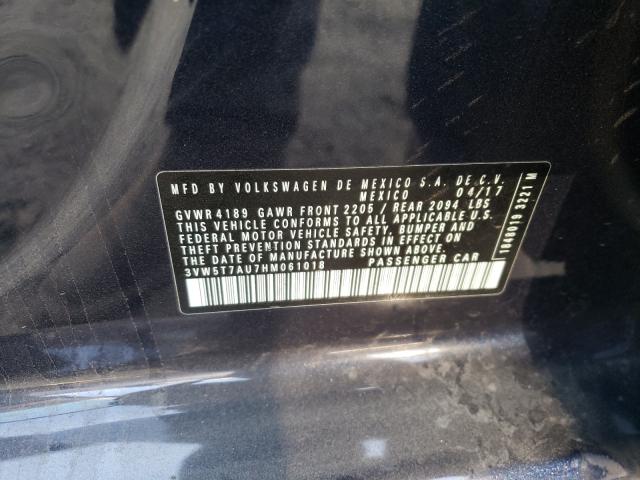 MFD BY VOLKSWAGEN DE MEXICO S.A. DE C.V.
MEXICO 04/17
GVWR 4189 GAWR FRONT 2205 / REAR 2094 LBS
THIS VEHICLE CONFORMS TO ALL APPLICABLE U.S.
FEDERAL MOTOR VEHICLE SAFETY, BUMPER AND
THEFT PREVENTION STANDARDS IN EFFECT ON
THE DATE OF MANUFACTURE SHOWN ABOVE.
3VW5T7AU7HM061018 PASSENGER CAR
3221 M